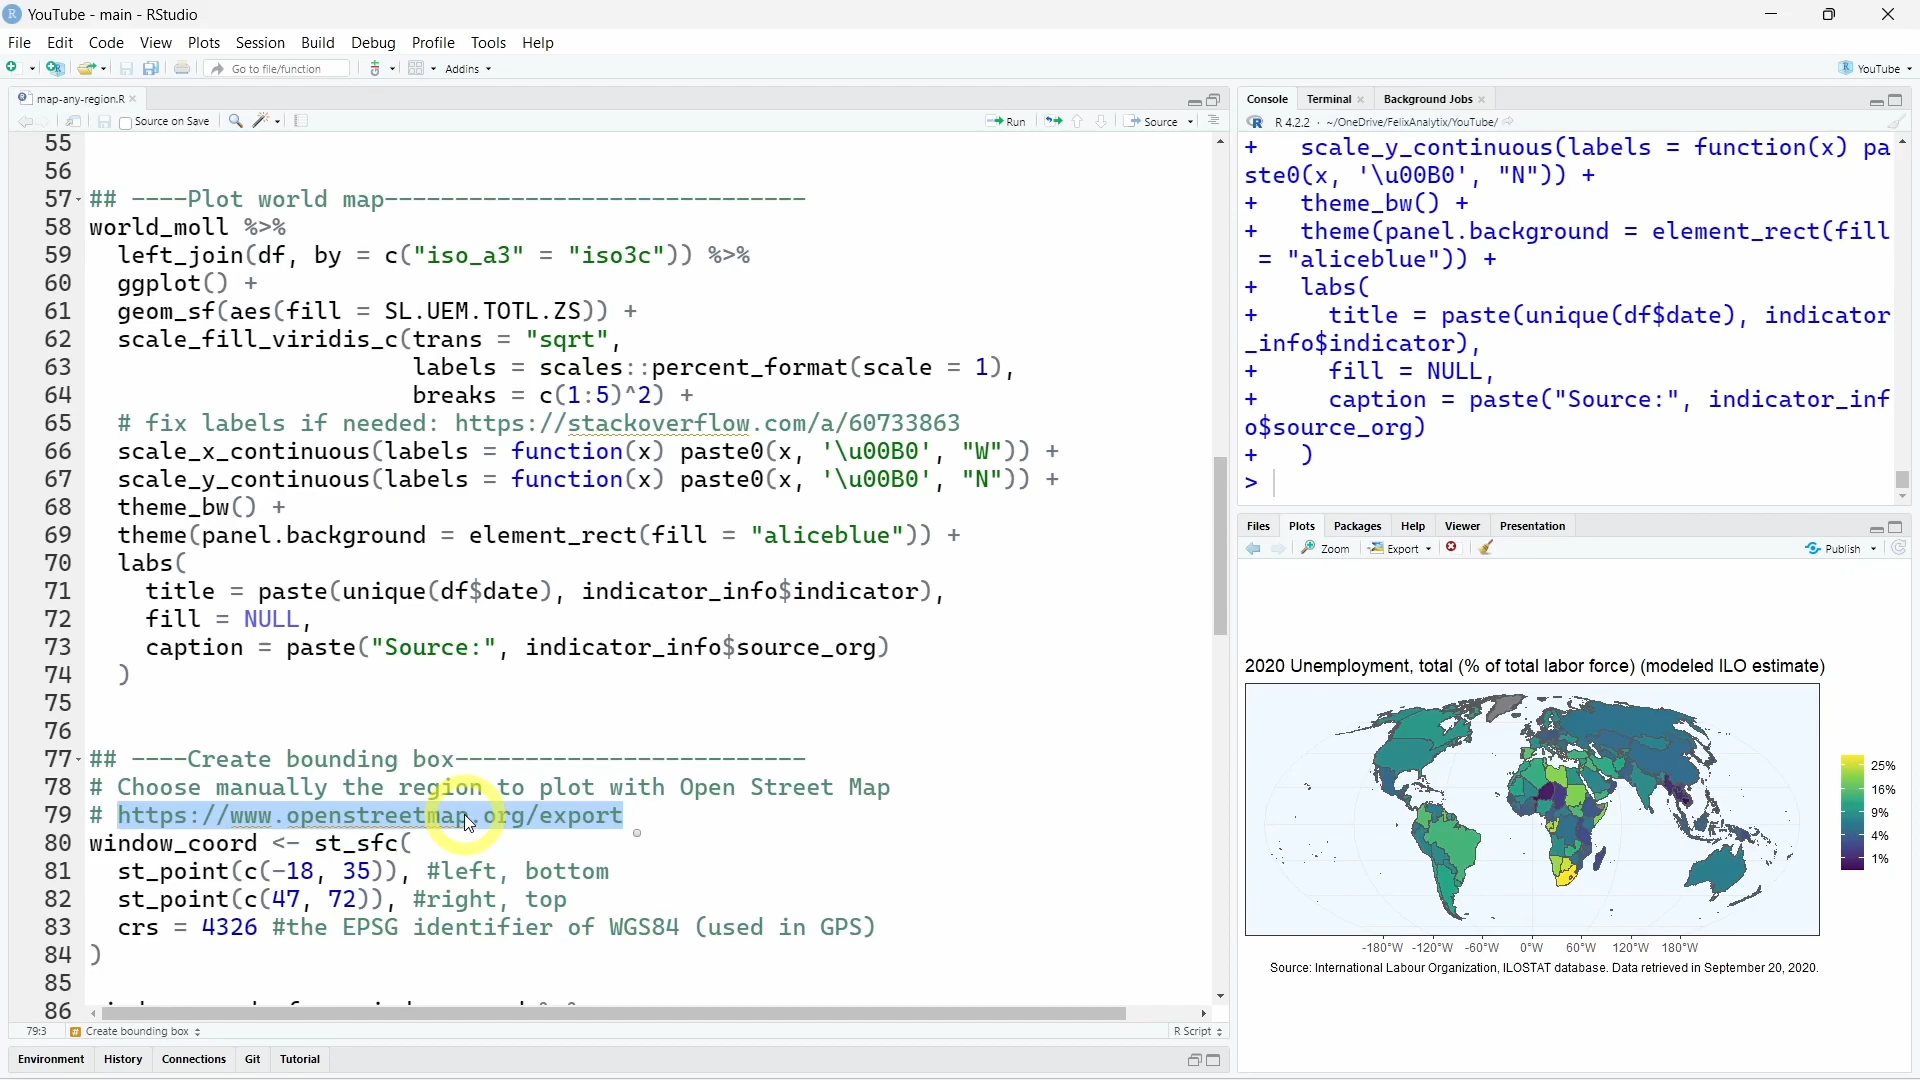 YouTube - main - RStudio
File Edit Code View Plots Session Build Debug Profile Tools Help
Go to file/function
Addins
YouTube
map-any-region.R
Source on Save
Run
Source
55
56
57 ## ----Plot world map------------------------------
58 world_moll %>%
59 left_join(df, by = c("iso_a3" = "iso3c")) %>%
60 ggplot() +
61 geom_sf(aes(fill = SL.UEM.TOTL.ZS)) +
62 scale_fill_viridis_c(trans = "sqrt",
63 labels = scales::percent_format(scale = 1),
64 breaks = c(1:5)^2) +
65 # fix labels if needed: https://stackoverflow.com/a/60733863
66 scale_x_continuous(labels = function(x) paste0(x, '\u00B0', "W")) +
67 scale_y_continuous(labels = function(x) paste0(x, '\u00B0', "N")) +
68 theme_bw() +
69 theme(panel.background = element_rect(fill = "aliceblue")) +
70 labs(
71 title = paste(unique(df$date), indicator_info$indicator),
72 fill = NULL,
73 caption = paste("Source:", indicator_info$source_org)
74 )
75
76
77 ## ----Create bounding box-------------------------
78 # Choose manually the region to plot with Open Street Map
79 # https://www.openstreetmap.org/export
80 window_coord <- st_sfc(
81 st_point(c(-18, 35)), #left, bottom
82 st_point(c(47, 72)), #right, top
83 crs = 4326 #the EPSG identifier of WGS84 (used in GPS)
84 )
85
86
79:3 Create bounding box
R Script
Environment History Connections Git Tutorial
Console Terminal Background Jobs
R 4.2.2 · ~/OneDrive/FelixAnalytix/YouTube/
+ scale_y_continuous(labels = function(x) pa
ste0(x, '\u00B0', "N")) +
+ theme_bw() +
+ theme(panel.background = element_rect(fill
= "aliceblue")) +
+ labs(
+ title = paste(unique(df$date), indicator
_info$indicator),
+ fill = NULL,
+ caption = paste("Source:", indicator_inf
o$source_org)
+ )
>
Files Plots Packages Help Viewer Presentation
Zoom Export Publish
2020 Unemployment, total (% of total labor force) (modeled ILO estimate)
25%
16%
9%
4%
1%
-180°W -120°W -60°W 0°W 60°W 120°W 180°W
Source: International Labour Organization, ILOSTAT database. Data retrieved in September 20, 2020.